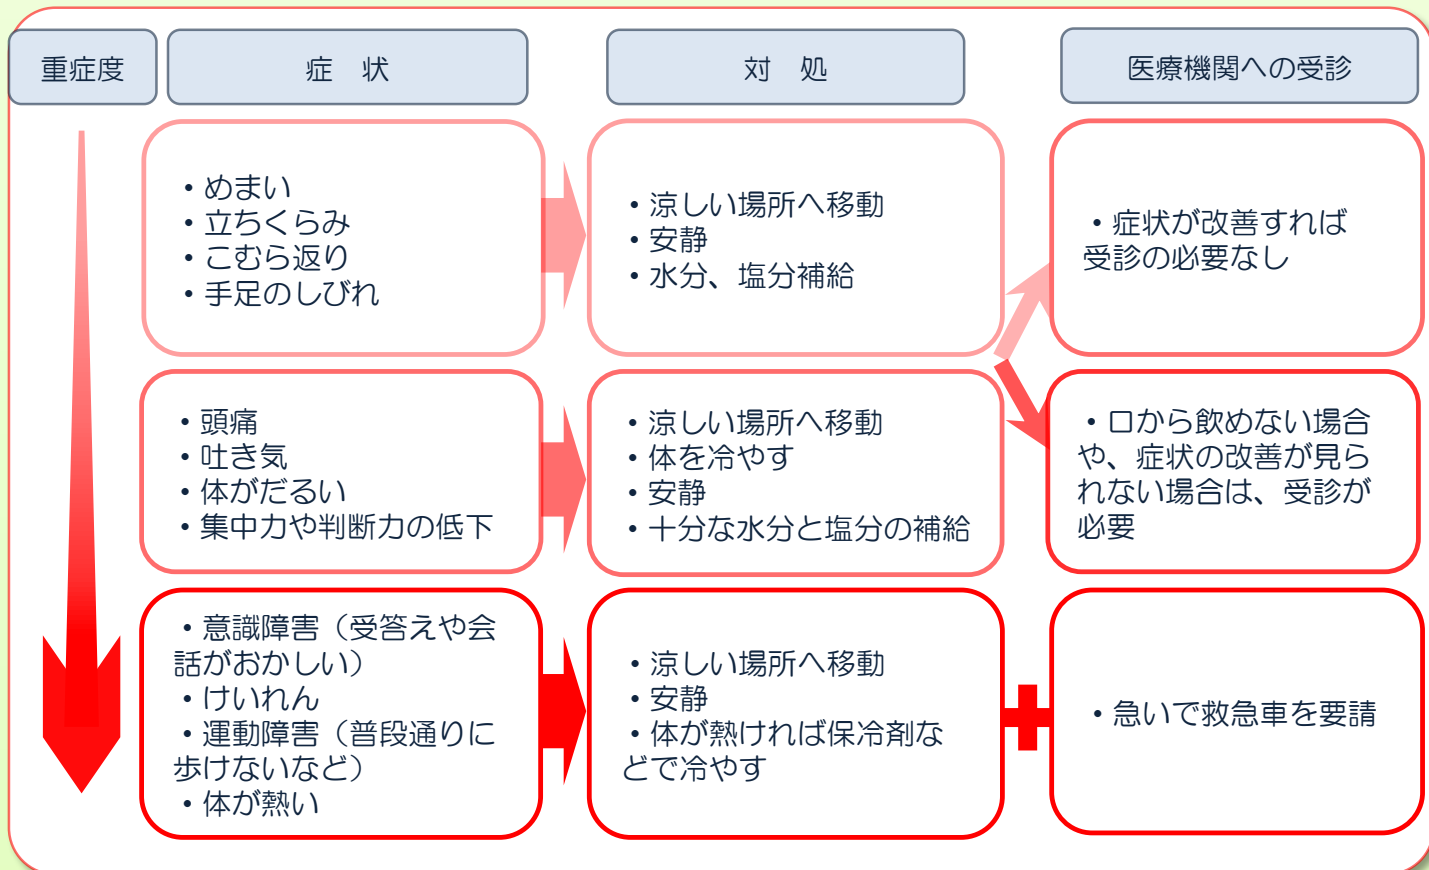 重症度
症　状
対　処
医療機関への受診
・めまい
・立ちくらみ
・こむら返り
・手足のしびれ
・涼しい場所へ移動
・安静
・水分、塩分補給
・症状が改善すれば
受診の必要なし
・頭痛
・吐き気
・体がだるい
・集中力や判断力の低下
・涼しい場所へ移動
・体を冷やす
・安静
・十分な水分と塩分の補給
・口から飲めない場合
や、症状の改善が見ら
れない場合は、受診が
必要
・意識障害（受答えや会
話がおかしい）
・けいれん
・運動障害（普段通りに
歩けないなど）
・体が熱い
・涼しい場所へ移動
・安静
・体が熱ければ保冷剤な
どで冷やす
・急いで救急車を要請